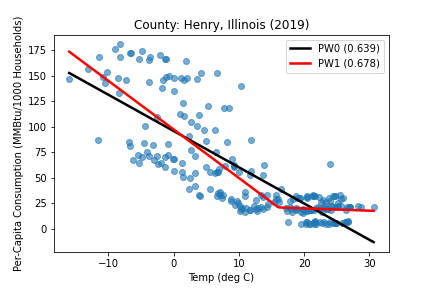 County: Henry, Illinois (2019)
PW0 (0.639)
PW1 (0.678)
Per-Capita Consumption (MMBtu/1000 Households)
175
150
125
100
75
50
25
0
−10
0
10
20
30
Temp (deg C)